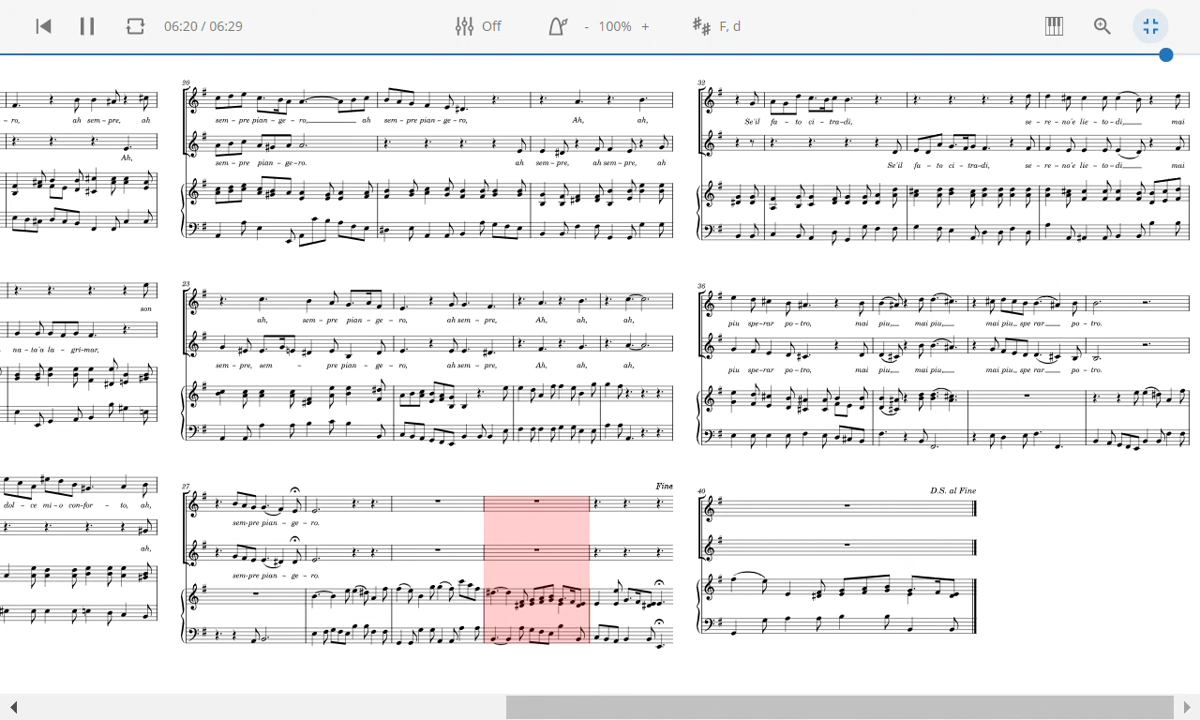 06:20 / 06:29 Off - 100% + F, d
ro, ah sem-pre, ah
Ah,
son
na-ta'a la-gri-mar,
dol-ce mi-o con-for-to, ah,
ah,
20
sem-pre pian-ge-ro, ah sem-pre pian-ge-ro, Ah, ah,
sem-pre pian-ge-ro. ah sem-pre, ah sem-pre, ah
23
ah, sem-pre pian-ge-ro, ah sem-pre, Ah, ah, ah,
sem-pre, sem-pre pian-ge-ro, ah sem-pre, Ah, ah, ah,
27
Fine
sem-pre pian-ge-ro.
sem-pre pian-ge-ro.
32
Se'il fa-to ci-tra-di, se-re-no'e lie-to-di, mai
Se'il fa-to ci-tra-di, se-re-no'e lie-to-di, mai
36
piu spe-rar po-tro, mai piu, mai piu, mai piu, spe rar po-tro.
piu spe-rar po-tro, mai piu, mai piu, mai piu, spe rar po-tro.
40
D.S. al Fine